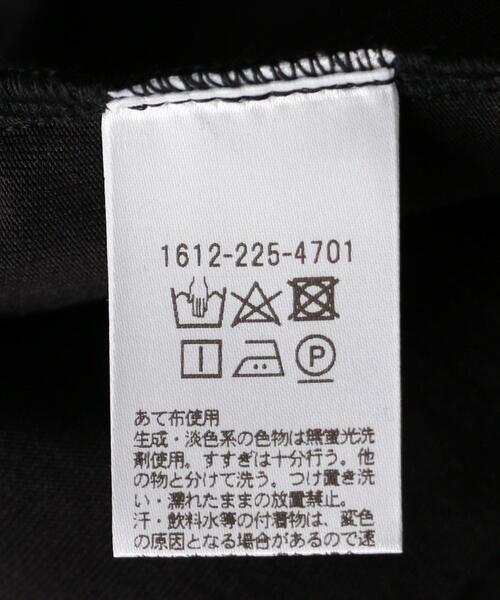 1612-225-4701
P
あて布使用
生成・淡色系の色物は無蛍光洗
剤使用。すすぎは十分行う。他
の物と分けて洗う。つけ置き洗
い・濡れたままの放置禁止。
汗・飲料水等の付着物は、変色
の原因となる場合があるので速